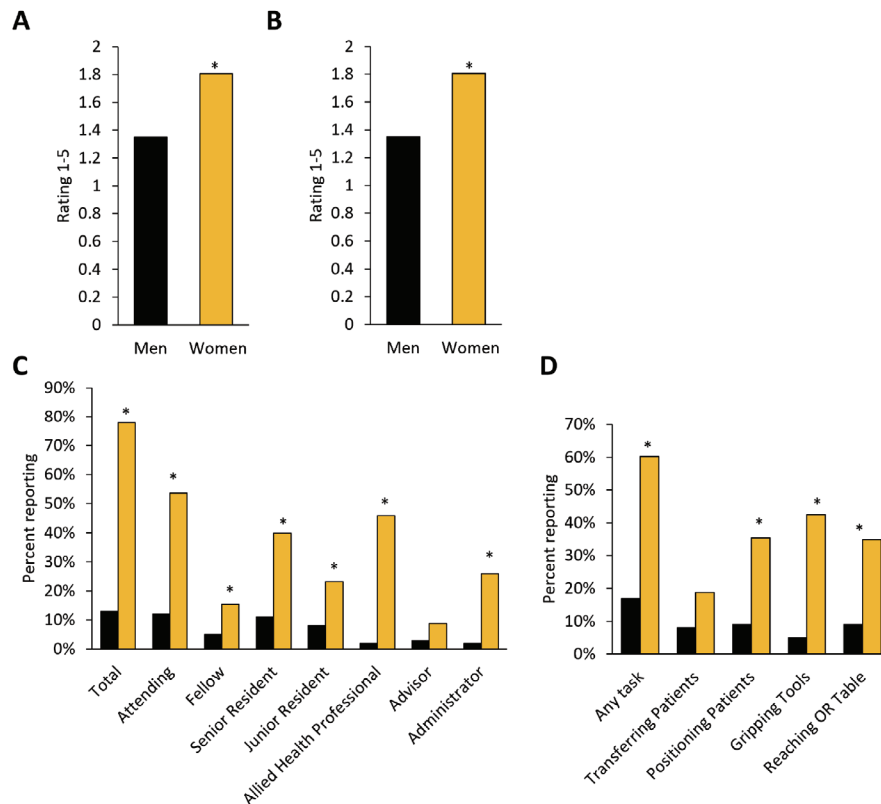 A
B
Rating 1-5
2
1.8
1.6
1.4
1.2
1
0.8
0.6
0.4
0.2
0
*
Men
Women
Rating 1-5
2
1.8
1.6
1.4
1.2
1
0.8
0.6
0.4
0.2
0
*
Men
Women
C
Percent reporting
90%
80%
70%
60%
50%
40%
30%
20%
10%
0%
*
*
*
*
*
*
*
Total
Attending
Fellow
Senior Resident
Junior Resident
Allied Health Professional
Advisor
Administrator
D
Percent reporting
70%
60%
50%
40%
30%
20%
10%
0%
*
*
*
*
Any task
Transferring Patients
Positioning Patients
Gripping Tools
Reaching OR Table